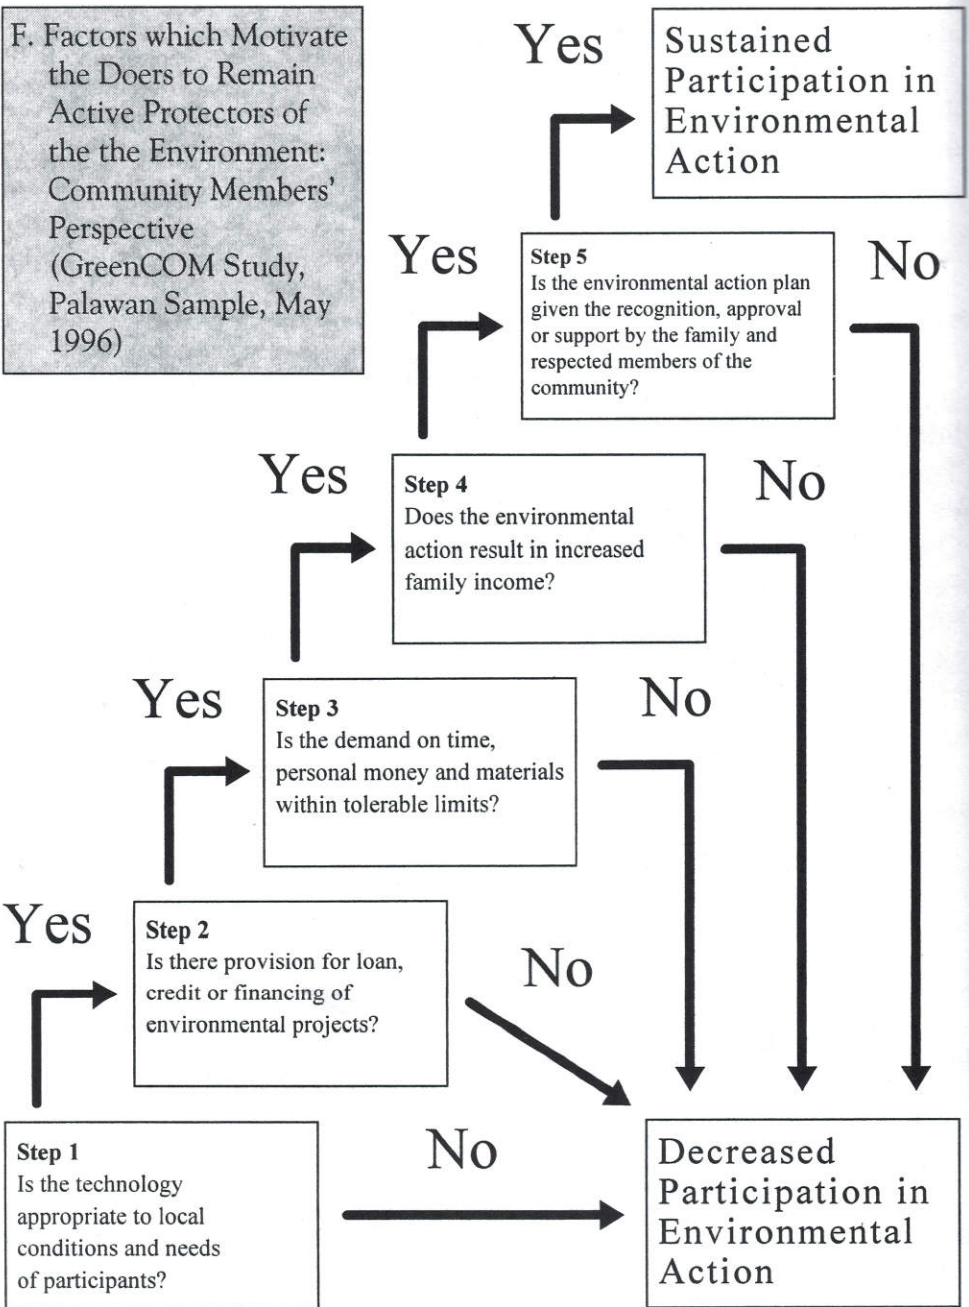 F. Factors which Motivate
the Doers to Remain
Active Protectors of
the the Environment:
Community Members'
Perspective
(GreenCOM Study,
Palawan Sample, May
1996)
Yes
Sustained
Participation in
Environmental
Action
Yes
Step 5
Is the environmental action plan
given the recognition, approval
or support by the family and
respected members of the
community?
No
Yes
Step 4
Does the environmental
action result in increased
family income?
No
Yes
Step 3
Is the demand on time,
personal money and materials
within tolerable limits?
No
Yes
Step 2
Is there provision for loan,
credit or financing of
environmental projects?
No
Step 1
Is the technology
appropriate to local
conditions and needs
of participants?
No
Decreased
Participation in
Environmental
Action